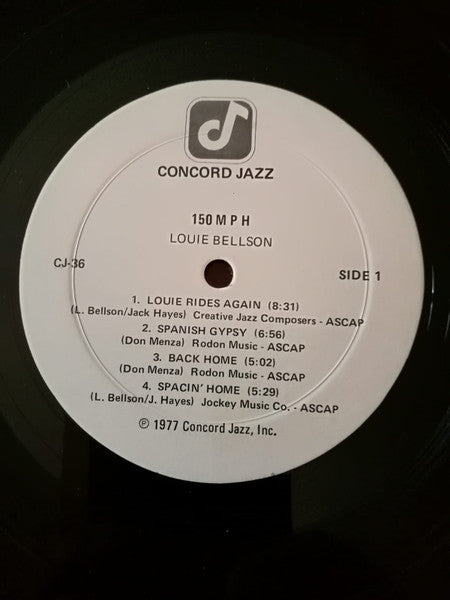 CONCORD JAZZ
150 M P H
LOUIE BELLSON
CJ-36
SIDE 1
1. LOUIE RIDES AGAIN (8:31)
(L. Bellson/Jack Hayes) Creative Jazz Composers - ASCAP
2. SPANISH GYPSY (6:56)
(Don Menza) Rodon Music - ASCAP
3. BACK HOME (5:02)
(Don Menza) Rodon Music - ASCAP
4. SPACIN' HOME (5:29)
(L. Bellson/J. Hayes) Jockey Music Co. - ASCAP
℗ 1977 Concord Jazz, Inc.